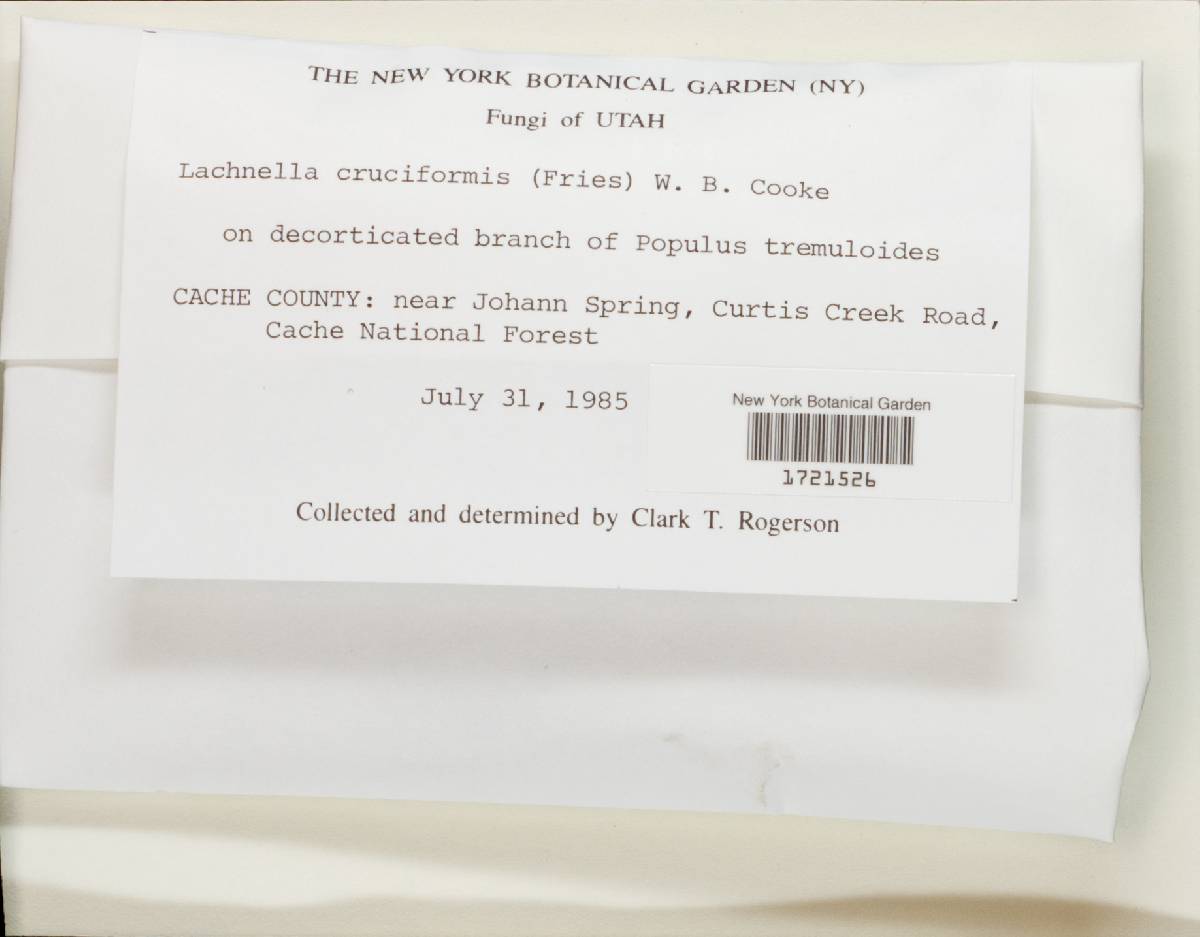 THE NEW YORK BOTANICAL GARDEN (NY)
Fungi of UTAH
Lachnella cruciformis (Fries) W. B. Cooke
on decorticated branch of Populus tremuloides
CACHE COUNTY: near Johann Spring, Curtis Creek Road,
Cache National Forest
July 31, 1985
New York Botanical Garden
1721526
Collected and determined by Clark T. Rogerson